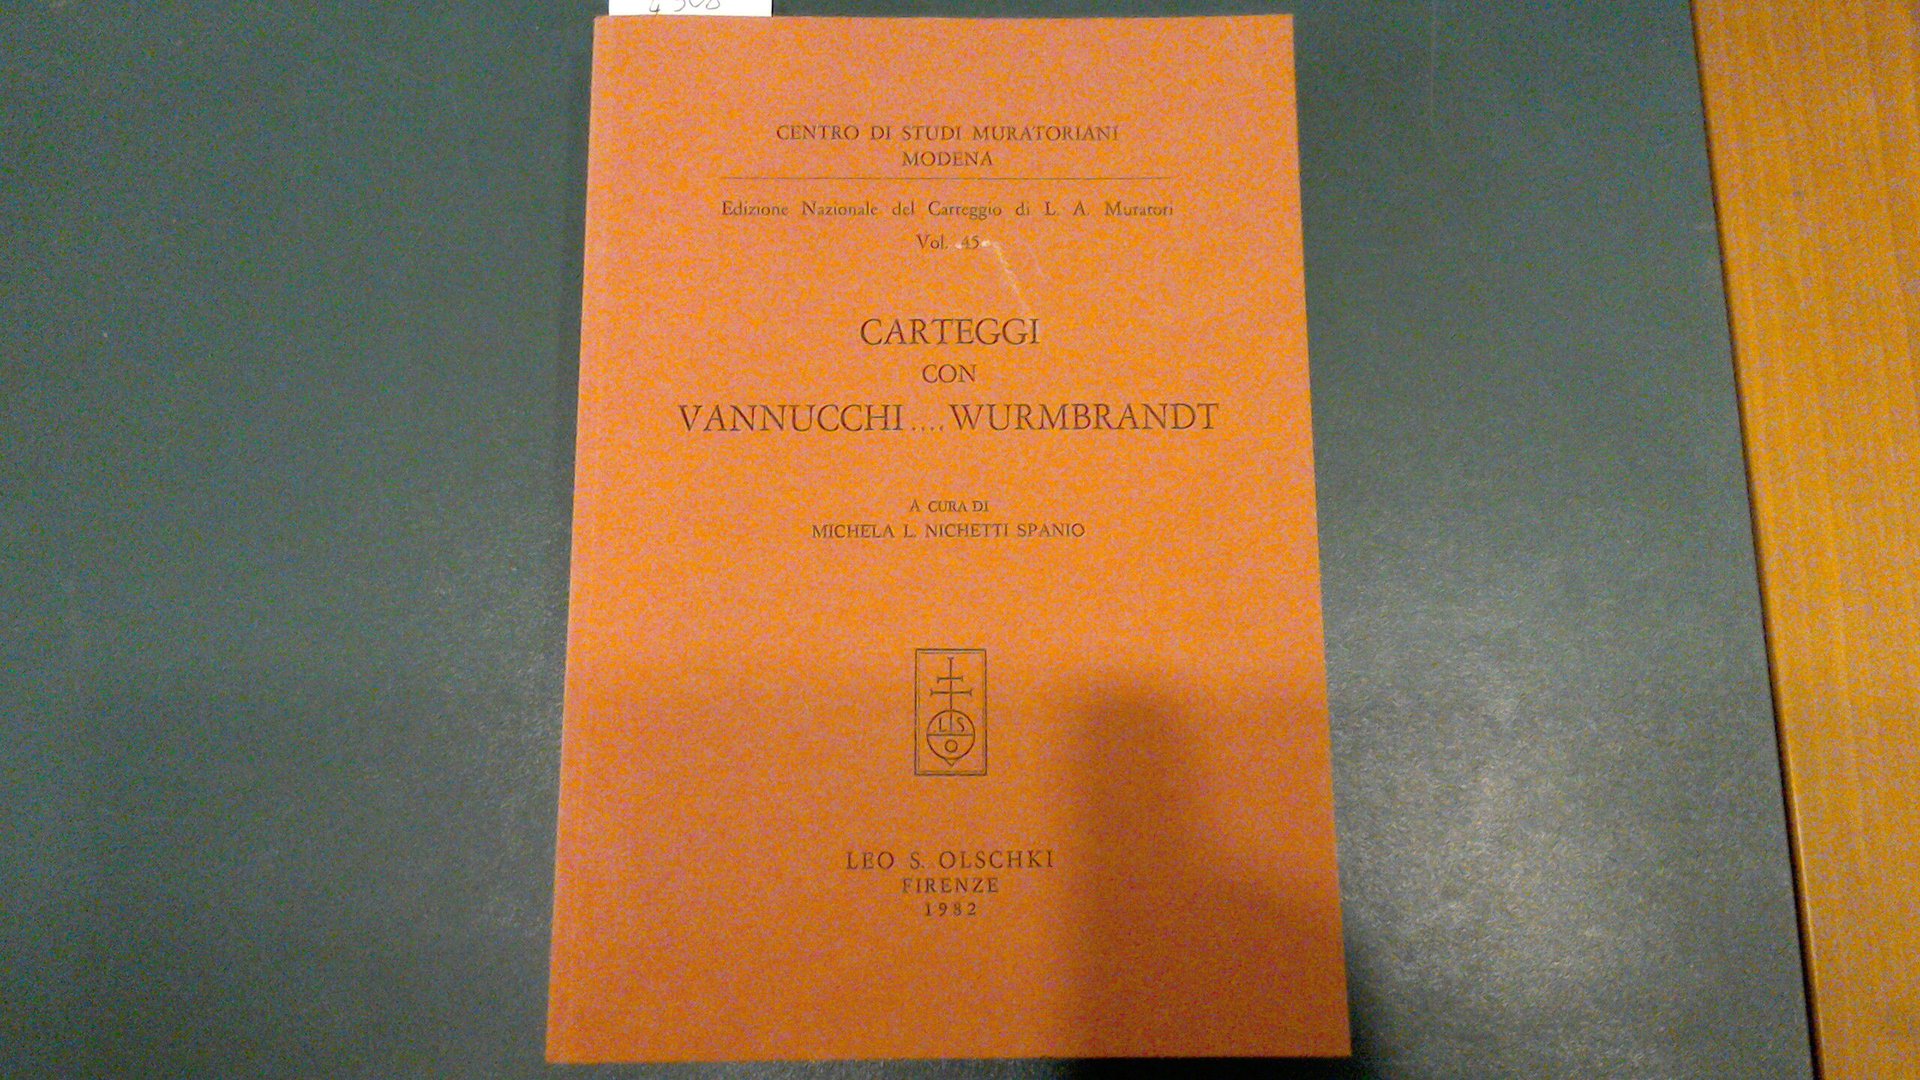 CENTRO DI STUDI MURATORIANI
MODENA
Edizione Nazionale del Carteggio di L. A. Muratori
Vol. 45
CARTEGGI
CON
VANNUCCHI .... WURMBRANDT
A CURA DI
MICHELA L. NICHETTI SPANIO
L S
O
LEO S. OLSCHKI
FIRENZE
1982